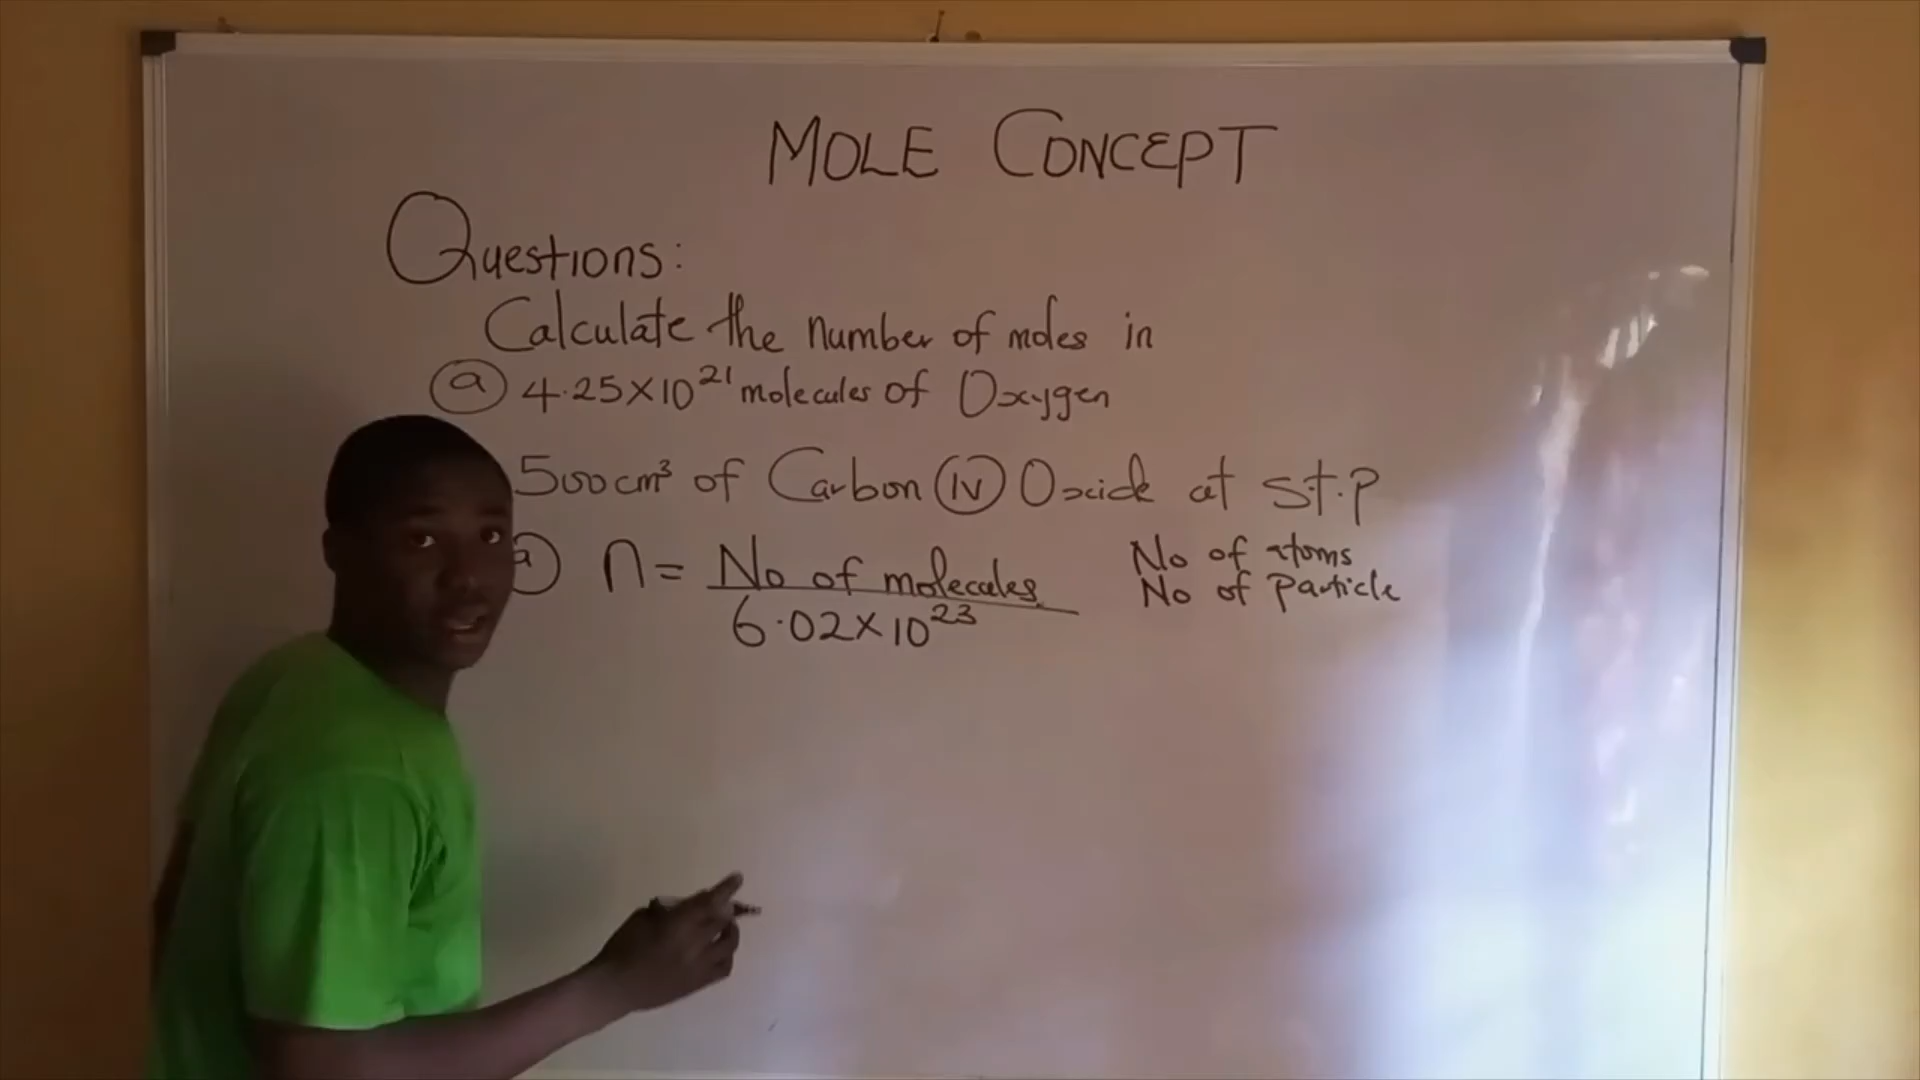 MOLE CONCEPT
Questions:
Calculate the number of moles in
(a) 4.25×10²¹ molecules of Oxygen
500cm³ of Carbon (IV) Oxide at s.t.p
(a) n = No of molecules / 6.02×10²³
No of atoms
No of particle